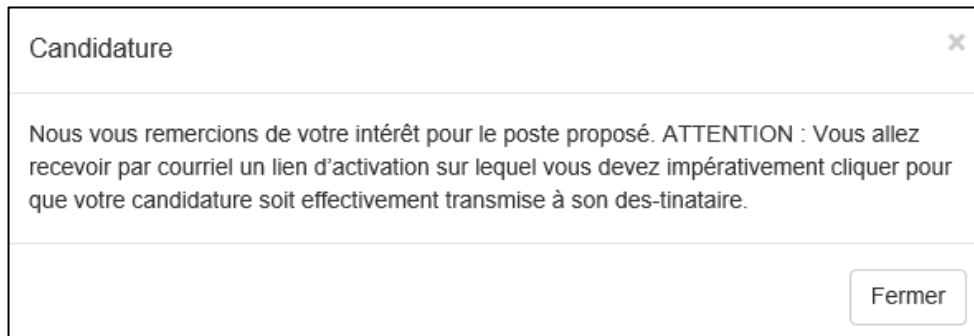 Candidature ×
Nous vous remercions de votre intérêt pour le poste proposé. ATTENTION : Vous allez
recevoir par courriel un lien d’activation sur lequel vous devez impérativement cliquer pour
que votre candidature soit effectivement transmise à son des-tinataire.
Fermer